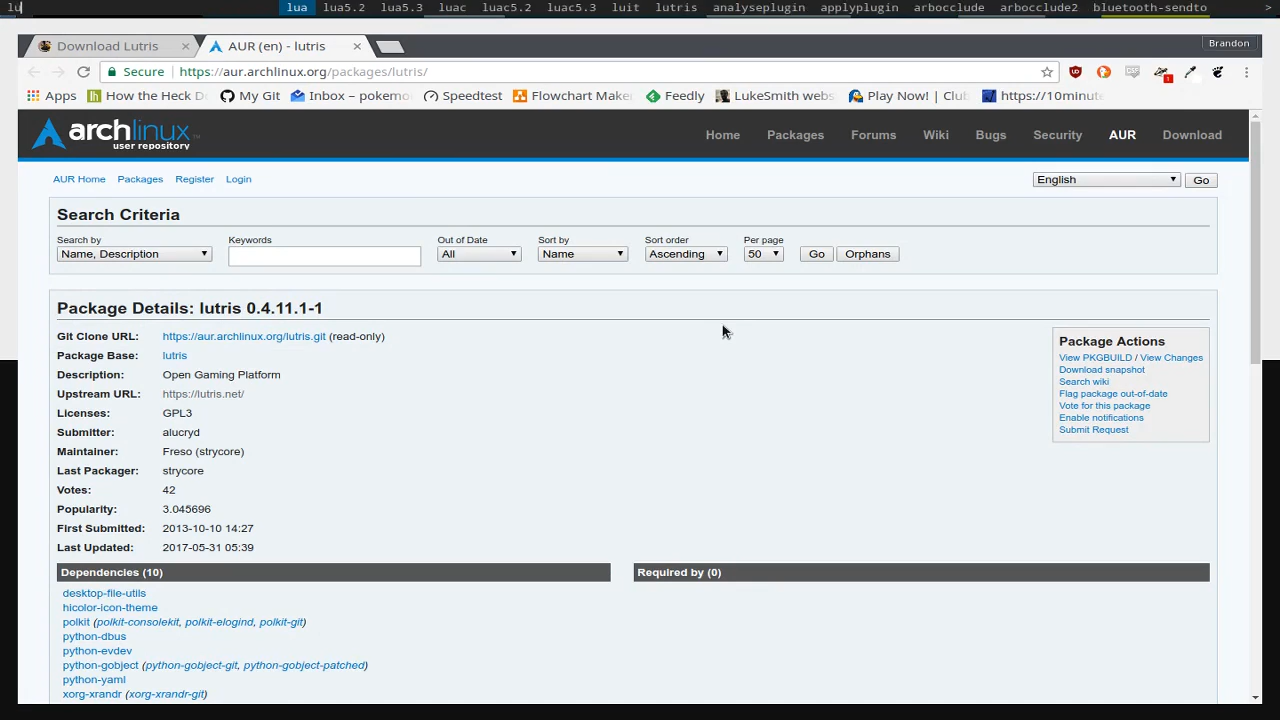 lu lua lua5.2 lua5.3 luac luac5.2 luac5.3 luit lutris analyseplugin applyplugin arbocclude arbocclude2 bluetooth-sendto >
Download Lutris × AUR (en) - lutris × Brandon
Secure https://aur.archlinux.org/packages/lutris/ 1
Apps How the Heck D My Git Inbox – pokemo Speedtest Flowchart Make Feedly LukeSmith webs Play Now! | Clu https://10minute
archlinux Home Packages Forums Wiki Bugs Security AUR Download
user repository
AUR Home Packages Register Login English Go
Search Criteria
Search by Keywords Out of Date Sort by Sort order Per page
Name, Description All Name Ascending 50 Go Orphans
Package Details: lutris 0.4.11.1-1
Git Clone URL: https://aur.archlinux.org/lutris.git (read-only)
Package Base: lutris
Description: Open Gaming Platform
Upstream URL: https://lutris.net/
Licenses: GPL3
Submitter: alucryd
Maintainer: Freso (strycore)
Last Packager: strycore
Votes: 42
Popularity: 3.045696
First Submitted: 2013-10-10 14:27
Last Updated: 2017-05-31 05:39
Package Actions
View PKGBUILD / View Changes
Download snapshot
Search wiki
Flag package out-of-date
Vote for this package
Enable notifications
Submit Request
Dependencies (10)
desktop-file-utils
hicolor-icon-theme
polkit (polkit-consolekit, polkit-elogind, polkit-git)
python-dbus
python-evdev
python-gobject (python-gobject-git, python-gobject-patched)
python-yaml
xorg-xrandr (xorg-xrandr-git)
Required by (0)